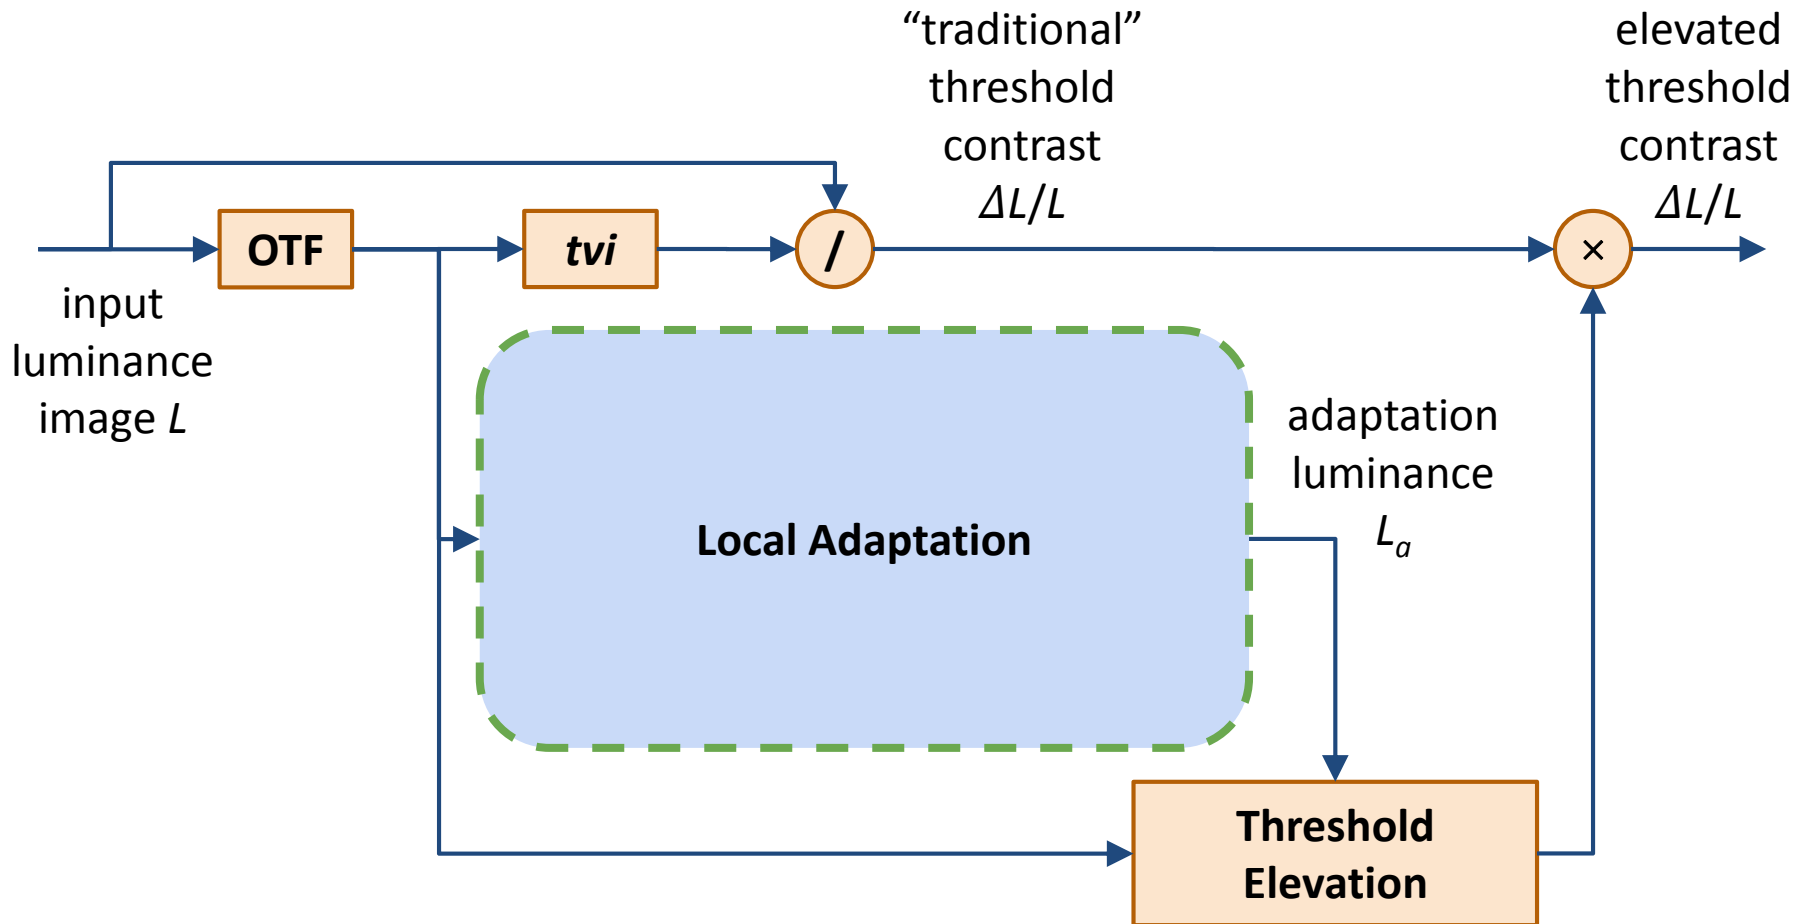 “traditional”
threshold
contrast
ΔL/L
elevated
threshold
contrast
ΔL/L
OTF
tvi
/
×
input
luminance
image L
Local Adaptation
adaptation
luminance
Lₐ
Threshold
Elevation